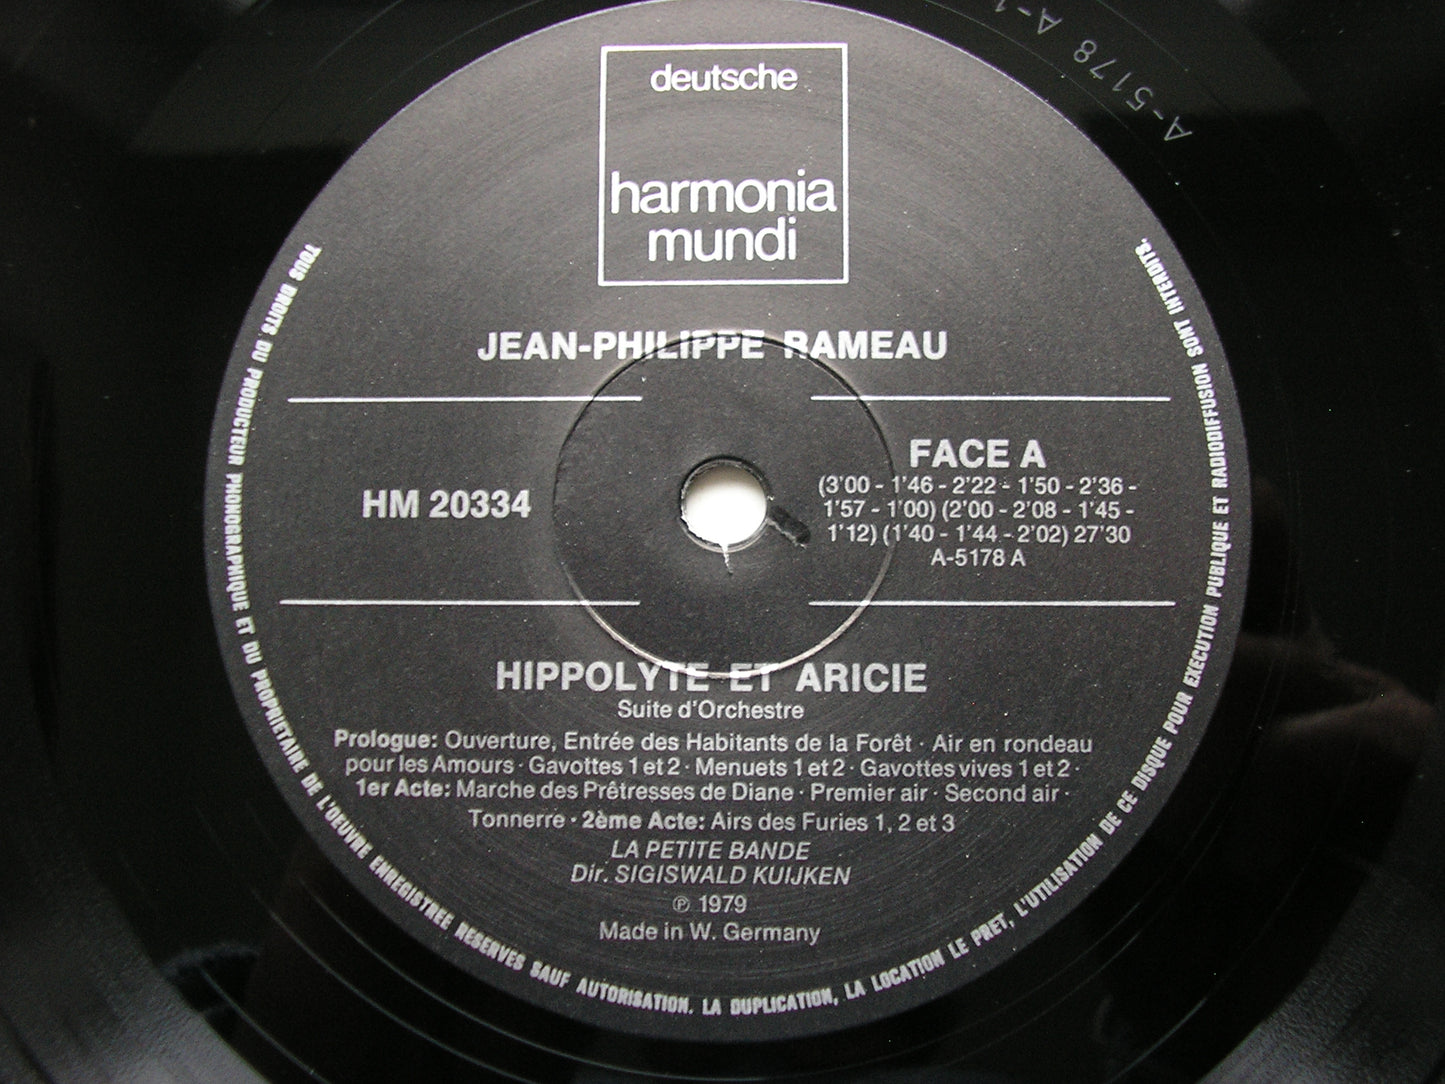 deutsche
harmonia
mundi
JEAN-PHILIPPE RAMEAU
HM 20334
FACE A
(3'00 - 1'46 - 2'22 - 1'50 - 2'36 -
1'57 - 1'00) (2'00 - 2'08 - 1'45 -
1'12) (1'40 - 1'44 - 2'02) 27'30
A-5178 A
HIPPOLYTE ET ARICIE
Suite d'Orchestre
Prologue: Ouverture, Entrée des Habitants de la Forêt · Air en rondeau
pour les Amours · Gavottes 1 et 2 · Menuets 1 et 2 · Gavottes vives 1 et 2 ·
1er Acte: Marche des Prêtresses de Diane · Premier air · Second air ·
Tonnerre · 2ème Acte: Airs des Furies 1, 2 et 3
LA PETITE BANDE
Dir. SIGISWALD KUIJKEN
℗ 1979
Made in W. Germany
TOUS DROITS DU PRODUCTEUR PHONOGRAPHIQUE ET DU PROPRIETAIRE DE L'OEUVRE ENREGISTREE RESERVES SAUF AUTORISATION. LA DUPLICATION, LA LOCATION LE PRET, L'UTILISATION DE CE DISQUE POUR EXECUTION PUBLIQUE ET RADIODIFFUSION SONT INTERDITS.
A-5178 A-1